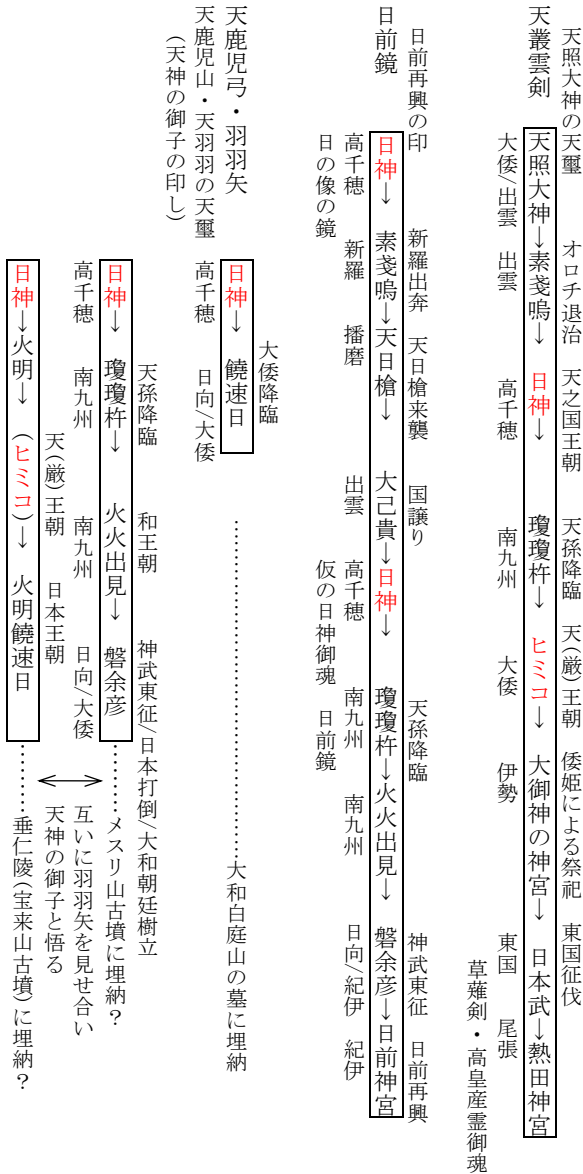 天照大神の天璽　オロチ退治　天之国王朝　天孫降臨　天(厳)王朝　倭姫による祭祀　東国征伐
天叢雲剣　天照大神→素戔嗚→日神→瓊瓊杵→ヒミコ→大御神の神宮→日本武→熱田神宮
大倭/出雲　出雲　高千穂　南九州　大倭　伊勢　東国　尾張
草薙剣・高皇産霊御魂
日前再興の印　新羅出奔　天日槍来襲　国譲り　天孫降臨　神武東征　日前再興
日前鏡　日神→素戔嗚→天日槍→大己貴→日神→瓊瓊杵→火火出見→磐余彦→日前神宮
高千穂　新羅　播磨　出雲　高千穂　南九州　南九州　日向/紀伊　紀伊
日の像の鏡　仮の日神御魂　日前鏡
大倭降臨
天鹿児弓・羽羽矢　日神→饒速日……………………………大和白庭山の墓に埋納
天鹿児山・天羽羽の天璽　高千穂　日向/大倭
(天神の御子の印し)
天孫降臨　和王朝　神武東征/日本打倒/大和朝廷樹立
日神→瓊瓊杵→火火出見→磐余彦………メスリ山古墳に埋納？
高千穂　南九州　南九州　日向/大倭　互いに羽羽矢を見せ合い
天(厳)王朝　日本王朝　天神の御子と悟る
日神→火明→(ヒミコ)→火明饒速日………垂仁陵(宝来山古墳)に埋納？